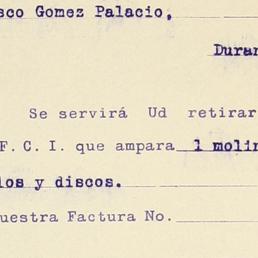 sco Gomez Palacio,
Duran
Se servirá Ud retirar
F. C. I. que ampara 1 molin
los y discos.
uestra Factura No.